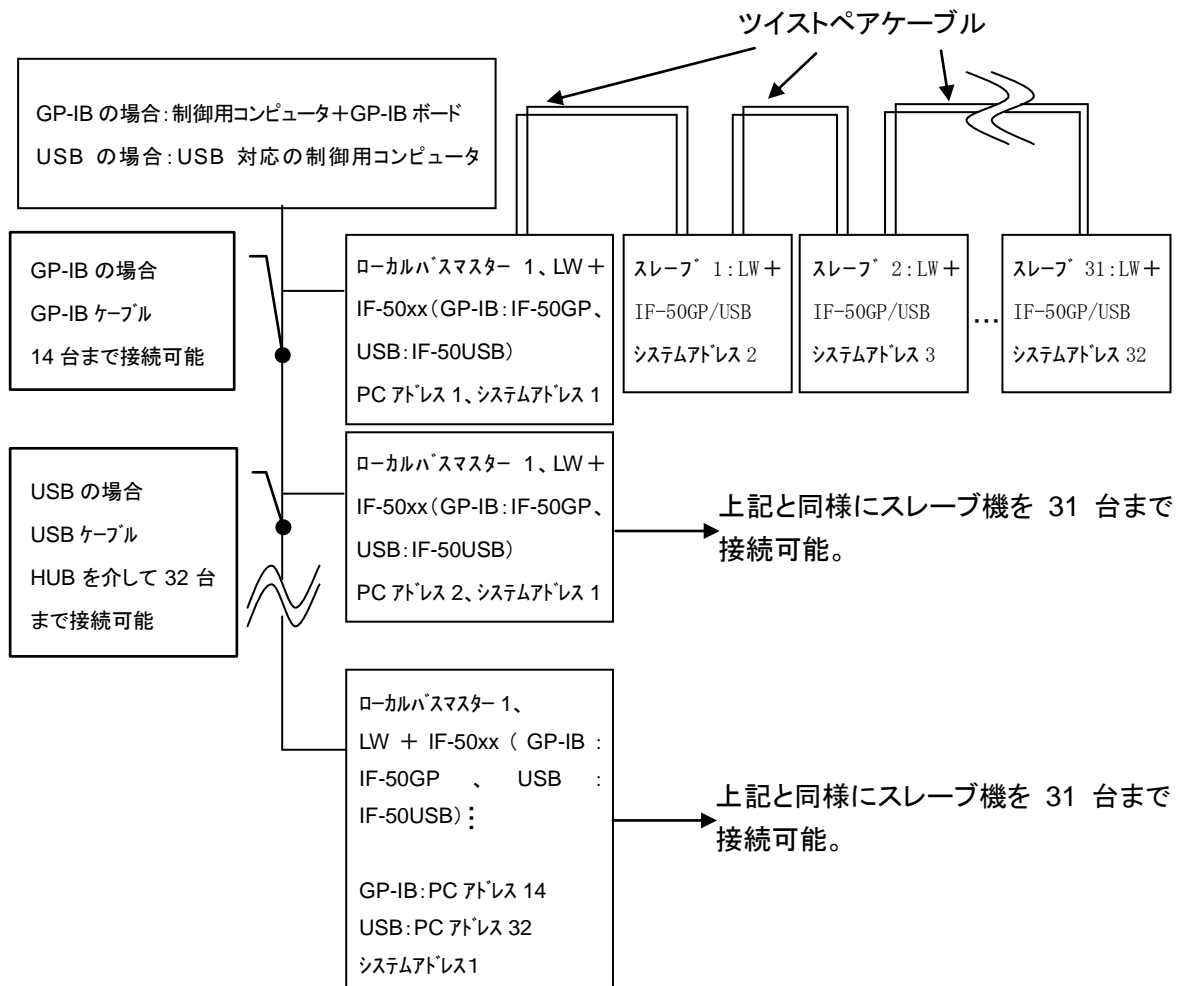 ツイストペアケーブル
GP-IB の場合：制御用コンピュータ＋GP-IB ボード
USB の場合：USB 対応の制御用コンピュータ
GP-IB の場合
GP-IB ｹｰﾌﾞﾙ
14 台まで接続可能
ﾛｰｶﾙﾊﾞｽﾏｽﾀｰ 1、LW＋
IF-50xx（GP-IB：IF-50GP、
USB：IF-50USB）
PC ｱﾄﾞﾚｽ 1、ｼｽﾃﾑｱﾄﾞﾚｽ 1
ｽﾚｰﾌﾞ 1：LW＋
IF-50GP/USB
ｼｽﾃﾑｱﾄﾞﾚｽ 2
ｽﾚｰﾌﾞ 2：LW＋
IF-50GP/USB
ｼｽﾃﾑｱﾄﾞﾚｽ 3
…
ｽﾚｰﾌﾞ 31：LW＋
IF-50GP/USB
ｼｽﾃﾑｱﾄﾞﾚｽ 32
USB の場合
USB ｹｰﾌﾞﾙ
HUB を介して 32 台
まで接続可能
ﾛｰｶﾙﾊﾞｽﾏｽﾀｰ 1、LW＋
IF-50xx（GP-IB：IF-50GP、
USB：IF-50USB）
PC ｱﾄﾞﾚｽ 2、ｼｽﾃﾑｱﾄﾞﾚｽ 1
上記と同様にスレーブ機を 31 台まで
接続可能。
ﾛｰｶﾙﾊﾞｽﾏｽﾀｰ 1、
LW ＋ IF-50xx （ GP-IB ：
IF-50GP 、 USB ：
IF-50USB）⋮
GP-IB：PC ｱﾄﾞﾚｽ 14
USB：PC ｱﾄﾞﾚｽ 32
ｼｽﾃﾑｱﾄﾞﾚｽ1
上記と同様にスレーブ機を 31 台まで
接続可能。